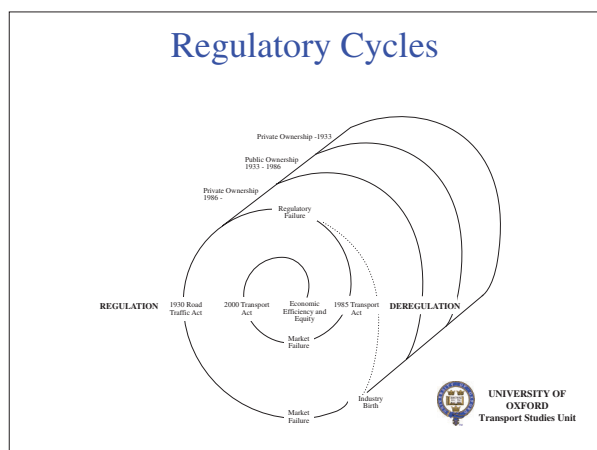 Regulatory Cycles
Private Ownership -1933
Public Ownership
1933 - 1986
Private Ownership
1986 -
Regulatory
Failure
REGULATION
1930 Road
Traffic Act
2000 Transport
Act
Economic
Efficiency and
Equity
1985 Transport
Act
DEREGULATION
Market
Failure
Industry
Birth
Market
Failure
UNIVERSITY OF
OXFORD
Transport Studies Unit